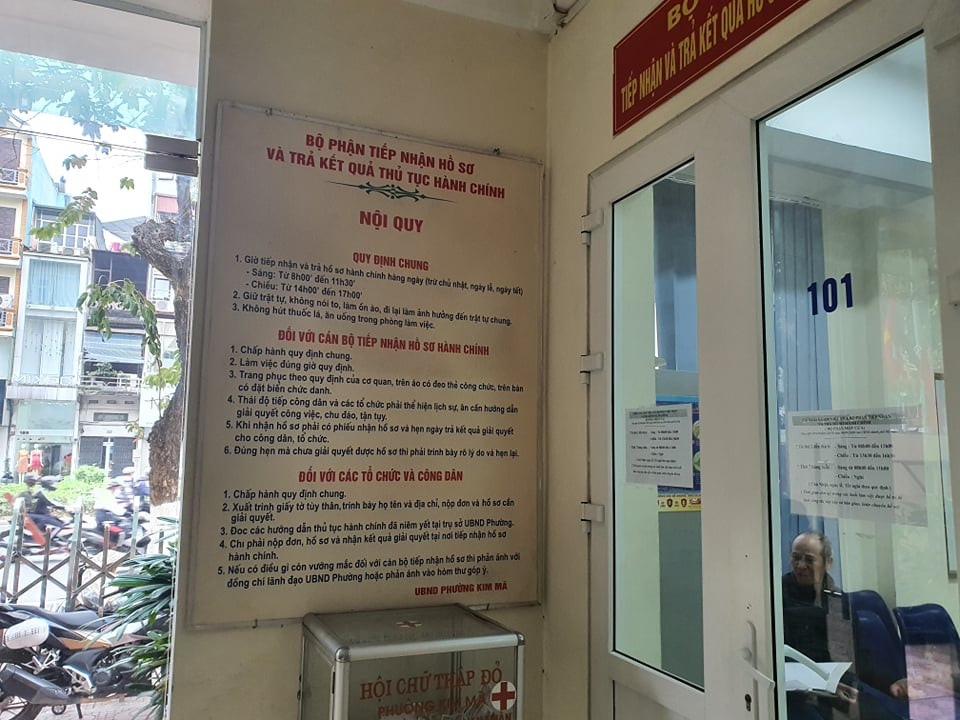 BỘ PHẬN TIẾP NHẬN HỒ SƠ
VÀ TRẢ KẾT QUẢ THỦ TỤC HÀNH CHÍNH
NỘI QUY
QUY ĐỊNH CHUNG
1. Giờ tiếp nhận và trả hồ sơ hành chính hàng ngày (trừ chủ nhật, ngày lễ, ngày tết)
- Sáng: Từ 8h00' đến 11h30'
- Chiều: Từ 14h00' đến 17h00'
2. Giữ trật tự, không nói to, làm ồn ào, đi lại làm ảnh hưởng đến trật tự chung.
3. Không hút thuốc lá, ăn uống trong phòng làm việc.
ĐỐI VỚI CÁN BỘ TIẾP NHẬN HỒ SƠ HÀNH CHÍNH
1. Chấp hành quy định chung.
2. Làm việc đúng giờ quy định.
3. Trang phục theo quy định của cơ quan, trên áo có đeo thẻ công chức, trên bàn
có đặt biển chức danh.
4. Thái độ tiếp công dân và các tổ chức phải thể hiện lịch sự, ân cần hướng dẫn
giải quyết công việc, chu đáo, tận tụy.
5. Khi nhận hồ sơ phải có phiếu nhận hồ sơ và hẹn ngày trả kết quả giải quyết
cho công dân, tổ chức.
6. Đúng hẹn mà chưa giải quyết được hồ sơ thì phải trình bày rõ lý do và hẹn lại.
ĐỐI VỚI CÁC TỔ CHỨC VÀ CÔNG DÂN
1. Chấp hành quy định chung.
2. Xuất trình giấy tờ tùy thân, trình bày họ tên và địa chỉ, nộp đơn và hồ sơ cần
giải quyết.
3. Đọc các hướng dẫn thủ tục hành chính đã niêm yết tại trụ sở UBND Phường.
4. Chỉ phải nộp đơn, hồ sơ và nhận kết quả giải quyết tại nơi tiếp nhận hồ sơ
hành chính.
5. Nếu có điều gì còn vướng mắc đối với cán bộ tiếp nhận hồ sơ thì phản ánh với
đồng chí lãnh đạo UBND Phường hoặc phản ánh vào hòm thư góp ý.
UBND PHƯỜNG KIM MÃ
BỘ
TIẾP NHẬN VÀ TRẢ KẾT QUẢ
101
HỘI CHỮ THẬP ĐỎ
PHƯỜNG KIM MÃ